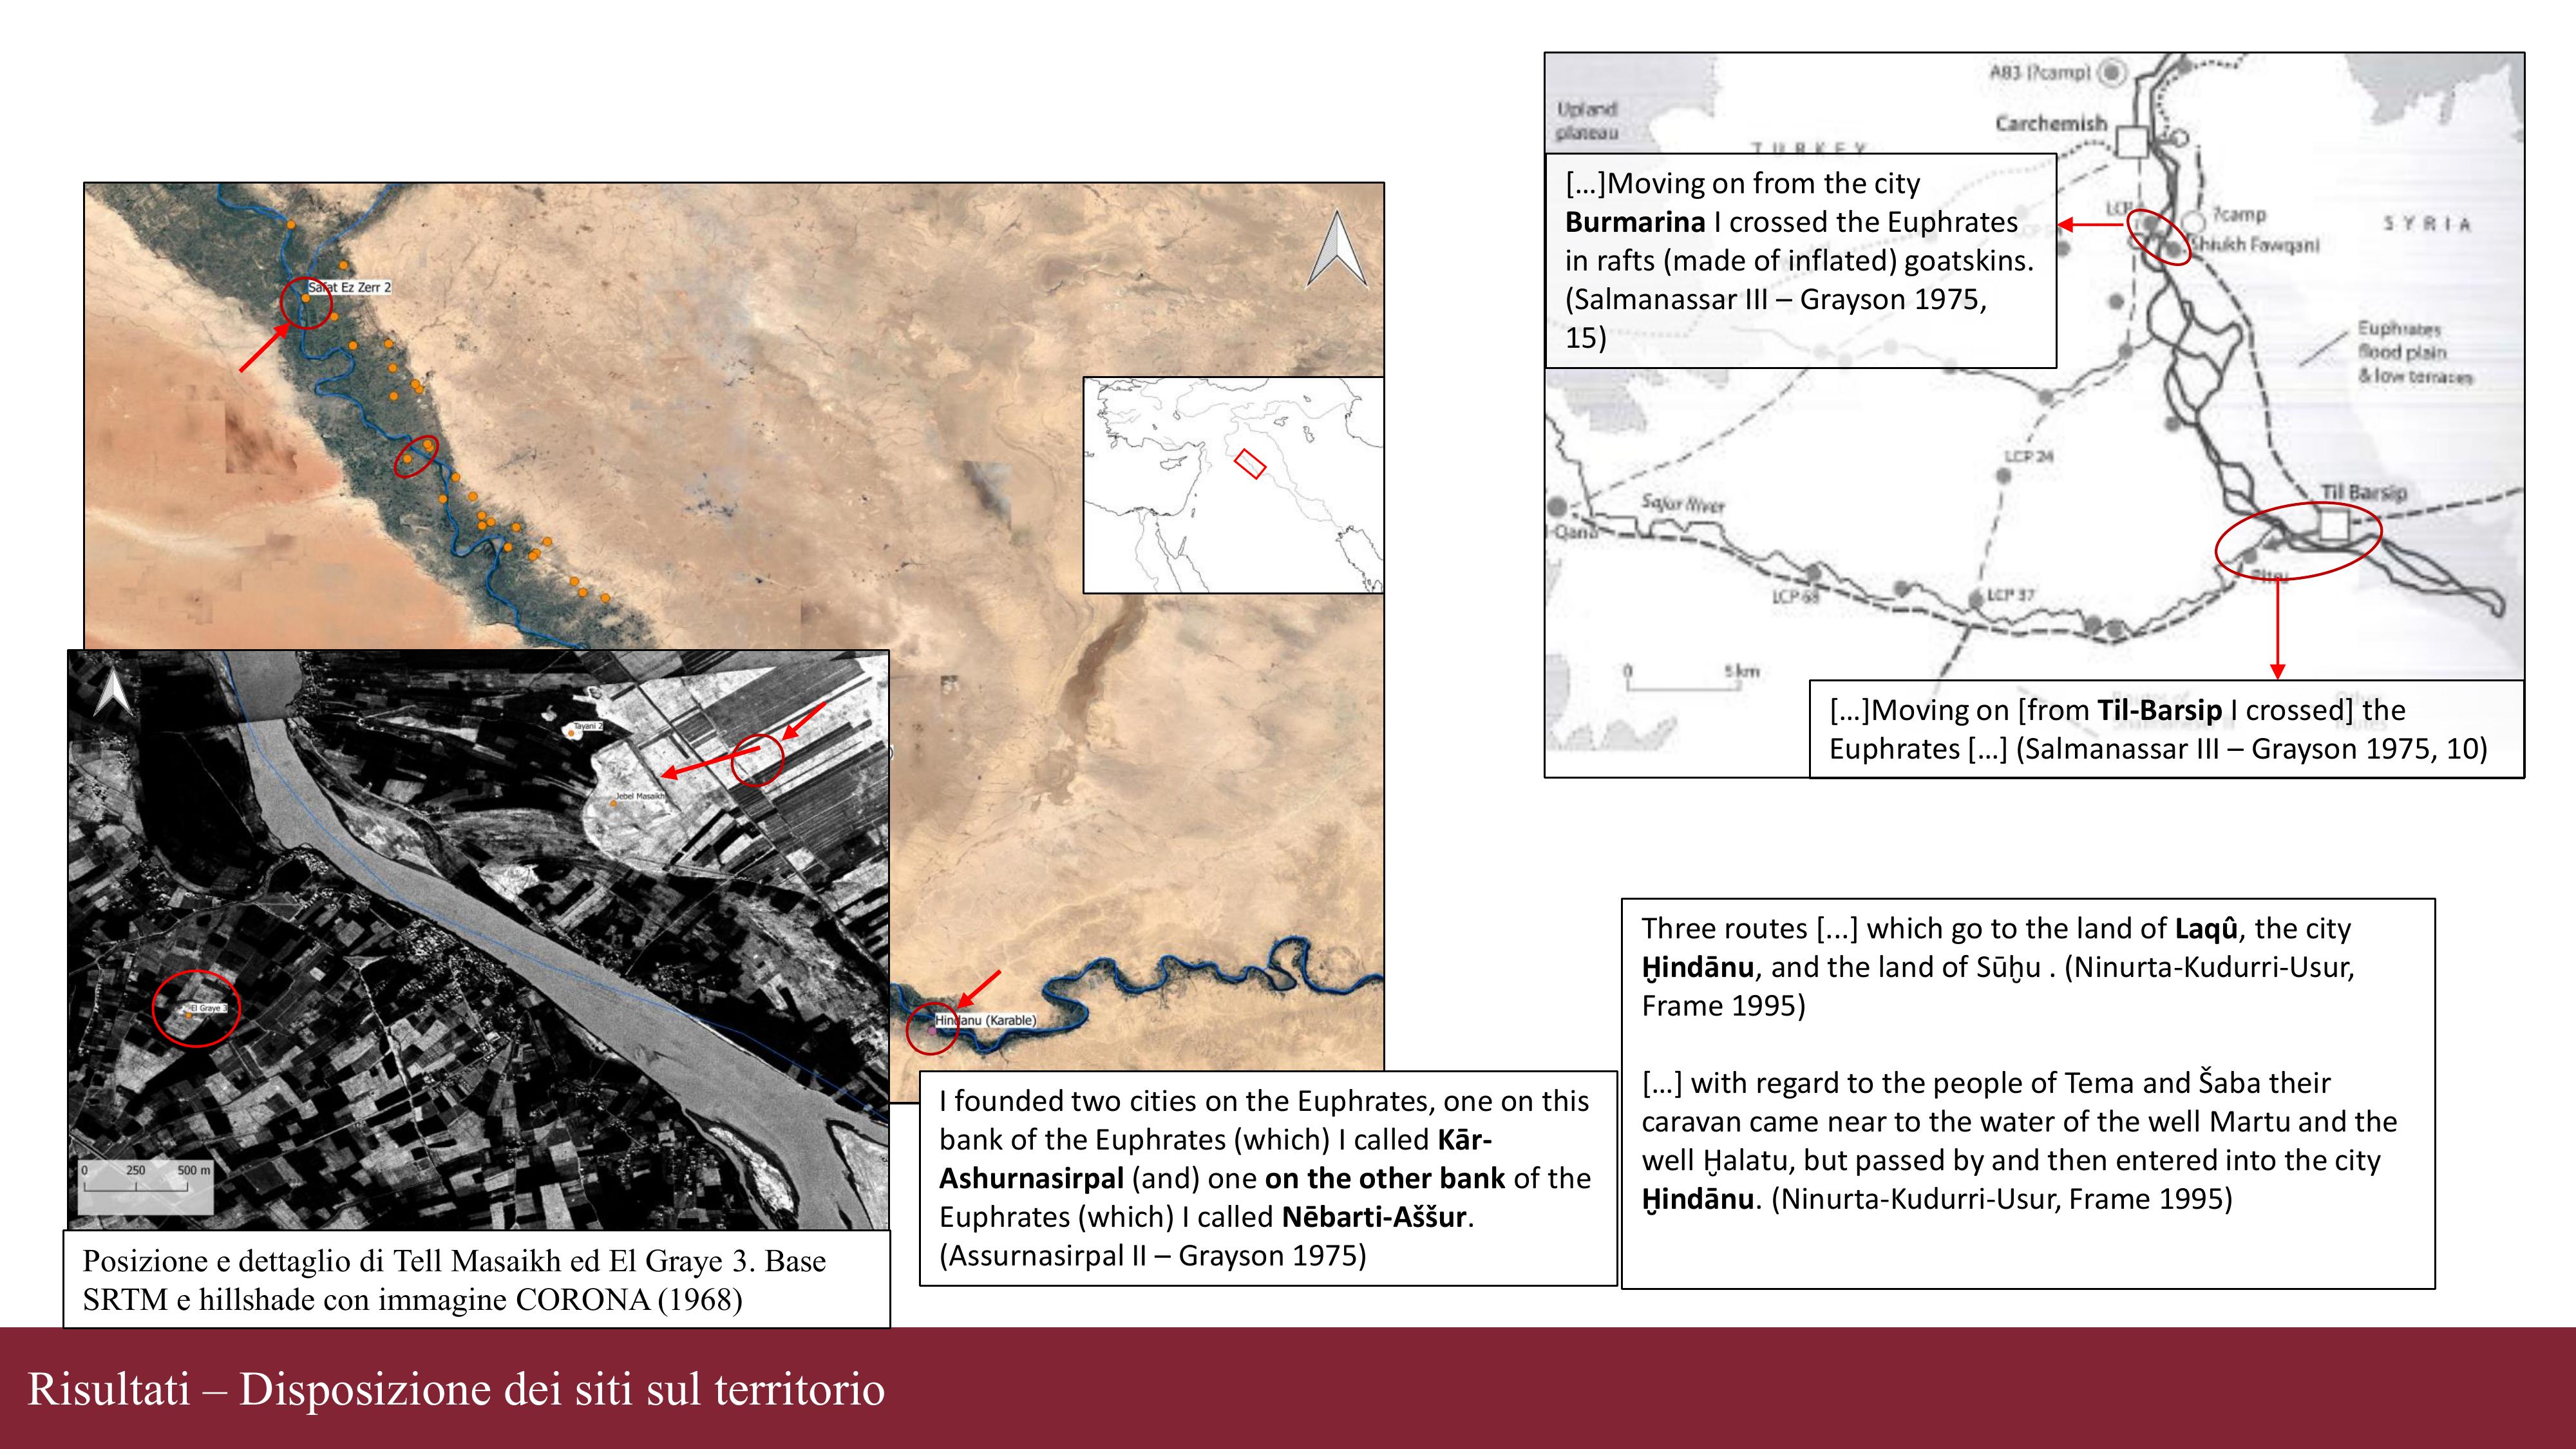 A83 (?camp)
Upland
plateau
Carchemish
TURKEY
[…]Moving on from the city
Burmarina I crossed the Euphrates
in rafts (made of inflated) goatskins.
(Salmanassar III – Grayson 1975,
15)
LCP
?camp
Shiukh Fawqani
SYRIA
Euphrates
flood plain
& low terraces
LCP 24
Til Barsip
Sajur River
LCP 68
LCP 37
0 5 km
[…]Moving on [from Til-Barsip I crossed] the
Euphrates […] (Salmanassar III – Grayson 1975, 10)
Safat Ez Zerr 2
Hindanu (Karable)
Tayani 2
Jebel Masaikh
El Graye 3
0 250 500 m
Posizione e dettaglio di Tell Masaikh ed El Graye 3. Base
SRTM e hillshade con immagine CORONA (1968)
I founded two cities on the Euphrates, one on this
bank of the Euphrates (which) I called Kār-
Ashurnasirpal (and) one on the other bank of the
Euphrates (which) I called Nēbarti-Aššur.
(Assurnasirpal II – Grayson 1975)
Three routes [...] which go to the land of Laqû, the city
Ḫindānu, and the land of Sūḫu . (Ninurta-Kudurri-Usur,
Frame 1995)
[…] with regard to the people of Tema and Šaba their
caravan came near to the water of the well Martu and the
well Ḫalatu, but passed by and then entered into the city
Ḫindānu. (Ninurta-Kudurri-Usur, Frame 1995)
Risultati – Disposizione dei siti sul territorio